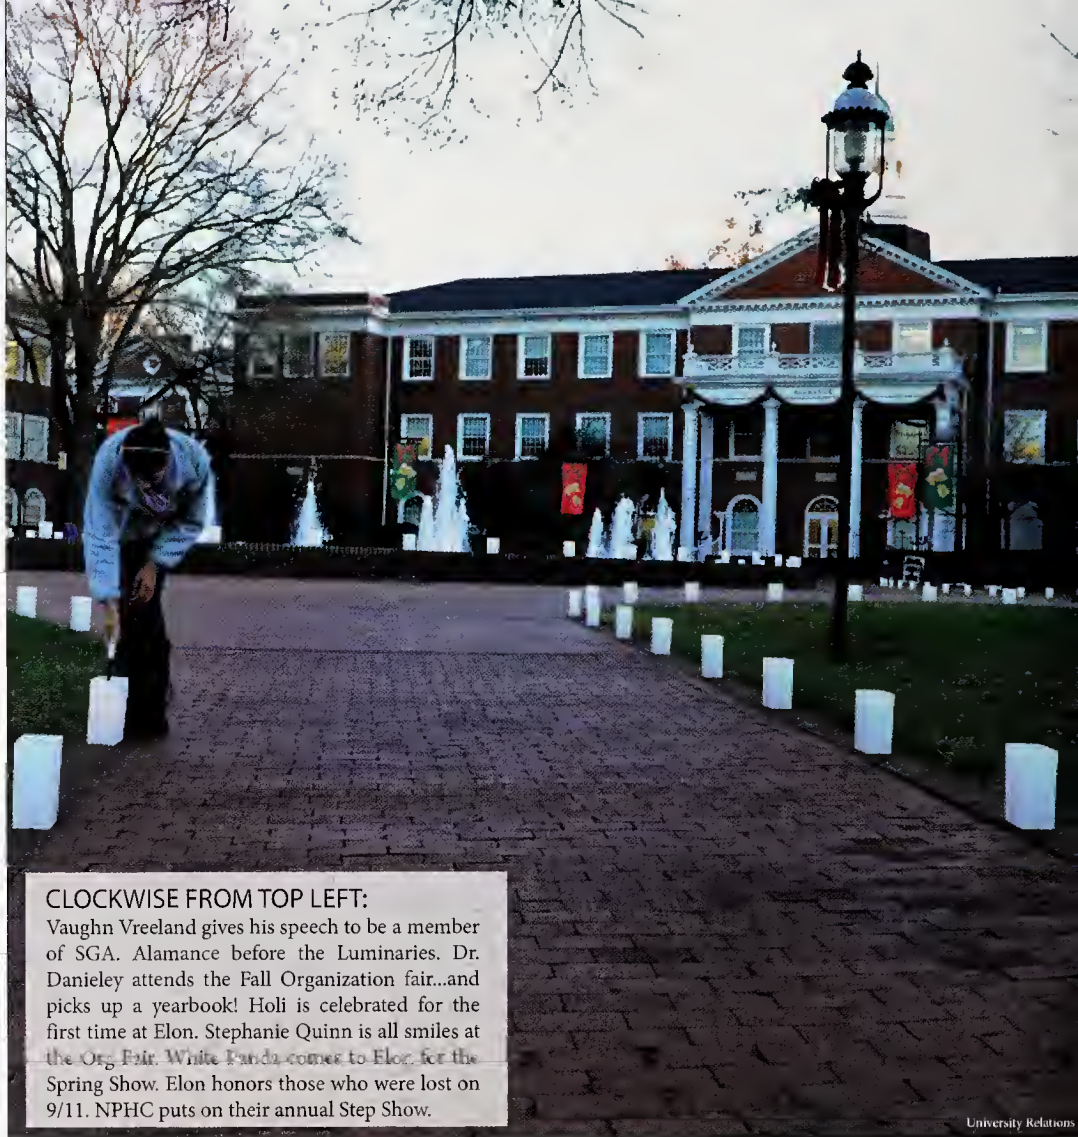 CLOCKWISE FROM TOP LEFT:
Vaughn Vreeland gives his speech to be a member
of SGA. Alamance before the Luminaries. Dr.
Danieley attends the Fall Organization fair...and
picks up a yearbook! Holi is celebrated for the
first time at Elon. Stephanie Quinn is all smiles at
the Org Fair. White Panda comes to Elon for the
Spring Show. Elon honors those who were lost on
9/11. NPHC puts on their annual Step Show.
University Relations